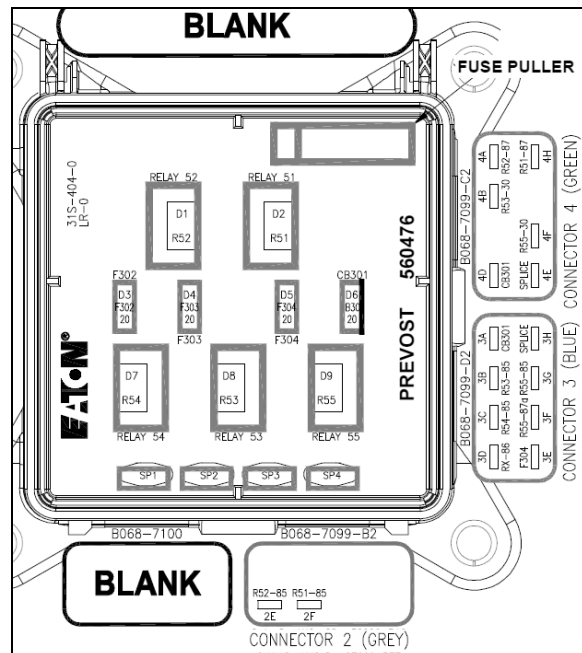 BLANK
FUSE PULLER
31S-404-0
LR-0
RELAY 52
RELAY 51
D1
R52
D2
R51
F302
CB301
D3
F302
20
D4
F303
20
D5
F304
20
D6
B30
20
F303
F304
PREVOST 560476
EATON®
D7
R54
D8
R53
D9
R55
RELAY 54
RELAY 53
RELAY 55
SP1
SP2
SP3
SP4
B068-7100
B068-7099-B2
B068-7099-C2
4A
R52-87
R51-87
4H
4B
R53-30
R55-30
4F
4D
CB301
SPLICE
4E
CONNECTOR 4 (GREEN)
B068-7099-D2
3A
CB301
SPLICE
3H
3B
R53-85
R55-85
3G
3C
R54-85
R55-87a
3F
3D
RX-86
F304
3E
CONNECTOR 3 (BLUE)
BLANK
R52-85 R51-85
2E 2F
CONNECTOR 2 (GREY)